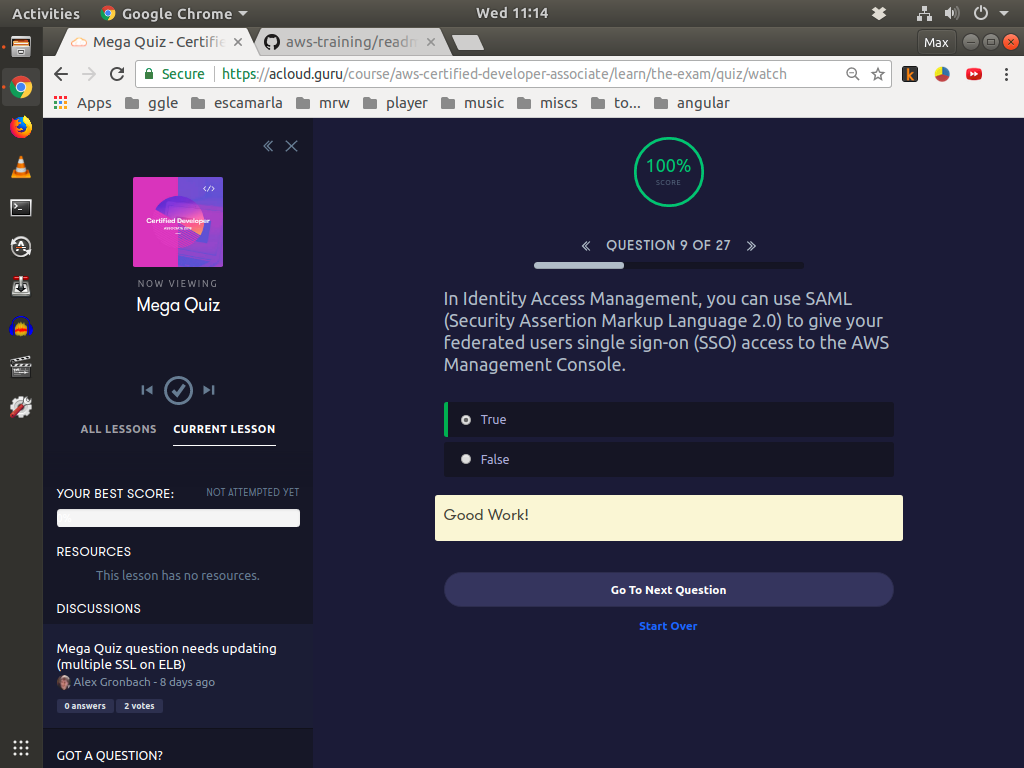 Activities
Google Chrome
Wed 11:14
Mega Quiz - Certifie
aws-training/readm
Max
Secure
https://acloud.guru/course/aws-certified-developer-associate/learn/the-exam/quiz/watch
Apps
ggle
escamarla
mrw
player
music
miscs
to...
angular
</>
Certified Developer
NOW VIEWING
Mega Quiz
ALL LESSONS
CURRENT LESSON
YOUR BEST SCORE:
NOT ATTEMPTED YET
RESOURCES
This lesson has no resources.
DISCUSSIONS
Mega Quiz question needs updating
(multiple SSL on ELB)
Alex Gronbach - 8 days ago
0 answers
2 votes
GOT A QUESTION?
100%
SCORE
QUESTION 9 OF 27
In Identity Access Management, you can use SAML
(Security Assertion Markup Language 2.0) to give your
federated users single sign-on (SSO) access to the AWS
Management Console.
True
False
Good Work!
Go To Next Question
Start Over